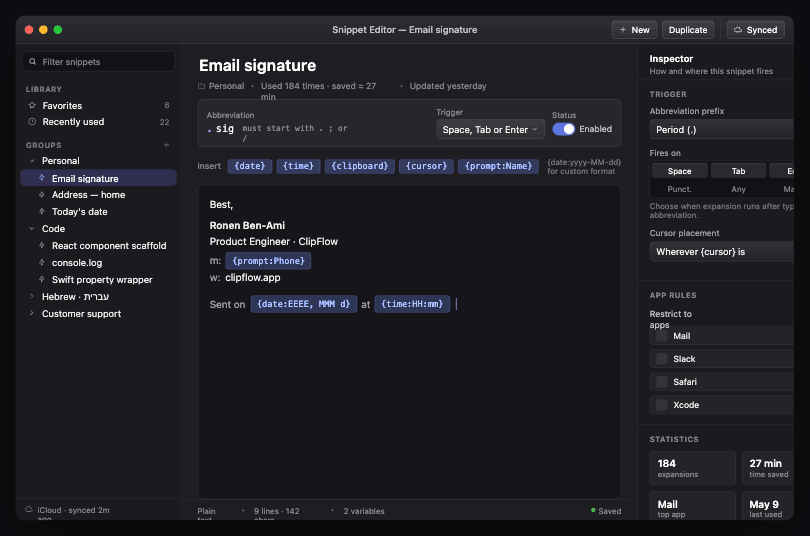 Snippet Editor — Email signature
+ New
Duplicate
Synced
Filter snippets
LIBRARY
Favorites 6
Recently used 22
GROUPS +
Personal
Email signature
Address — home
Today's date
Code
React component scaffold
console.log
Swift property wrapper
Hebrew · עברית
Customer support
iCloud · synced 2m
ago
Email signature
Personal • Used 184 times · saved ≈ 27 • Updated yesterday
min
Abbreviation
. sig must start with . ; or
/
Trigger
Space, Tab or Enter
Status
Enabled
Insert {date} {time} {clipboard} {cursor} {prompt:Name} {date:yyyy-MM-dd}
for custom format
Best,
Ronen Ben-Ami
Product Engineer · ClipFlow
m: {prompt:Phone}
w: clipflow.app
Sent on {date:EEEE, MMM d} at {time:HH:mm}
Plain • 9 lines · 142 • 2 variables Saved
text chars
Inspector
How and where this snippet fires
TRIGGER
Abbreviation prefix
Period (.)
Fires on
Space Tab
Punct. Any
Choose when expansion runs after typ
abbreviation.
Cursor placement
Wherever {cursor} is
APP RULES
Restrict to
apps
Mail
Slack
Safari
Xcode
STATISTICS
184 27 min
expansions time saved
Mail May 9
top app last used